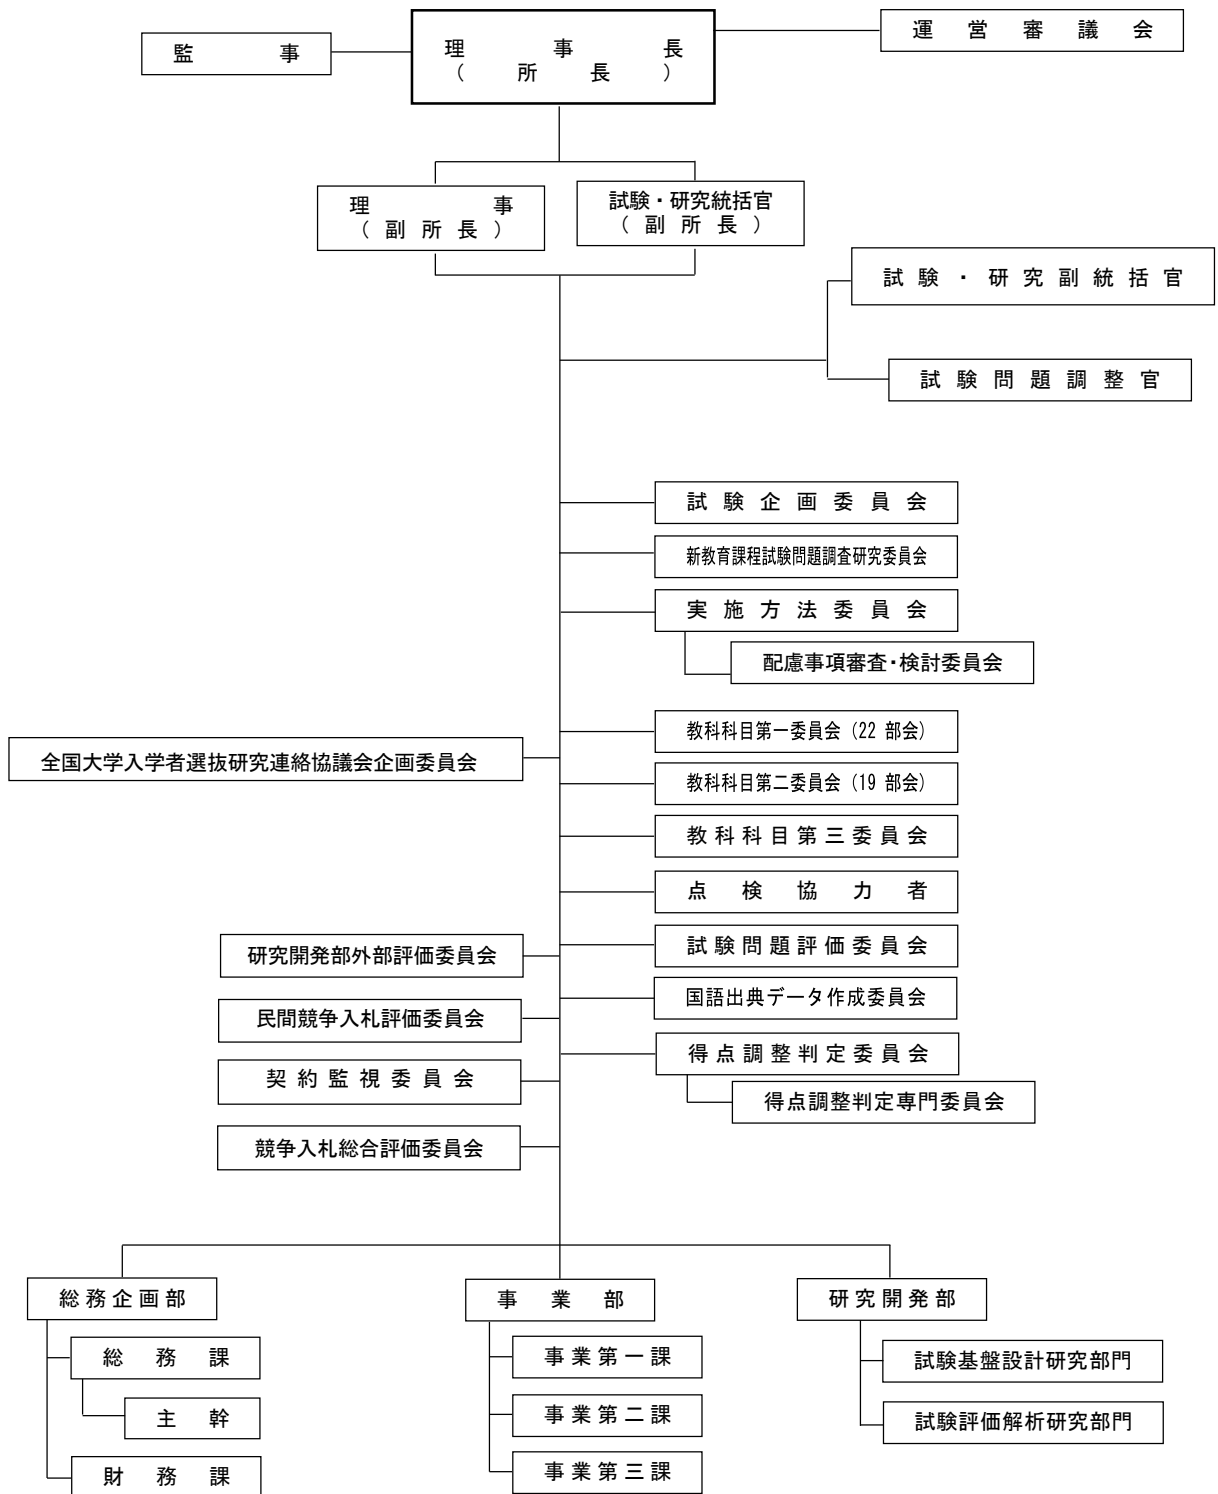 監事
理事長
（所長）
運営審議会
理事
（副所長）
試験・研究統括官
（副所長）
試験・研究副統括官
試験問題調整官
試験企画委員会
新教育課程試験問題調査研究委員会
実施方法委員会
配慮事項審査・検討委員会
教科科目第一委員会（22 部会）
全国大学入学者選抜研究連絡協議会企画委員会
教科科目第二委員会（19 部会）
教科科目第三委員会
点検協力者
試験問題評価委員会
研究開発部外部評価委員会
国語出典データ作成委員会
民間競争入札評価委員会
得点調整判定委員会
契約監視委員会
得点調整判定専門委員会
競争入札総合評価委員会
総務企画部
総務課
主幹
財務課
事業部
事業第一課
事業第二課
事業第三課
研究開発部
試験基盤設計研究部門
試験評価解析研究部門